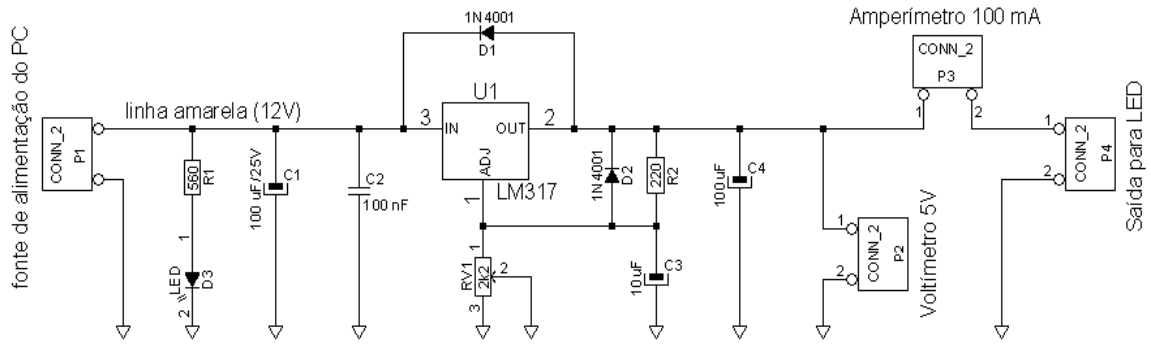 fonte de alimentação do PC
CONN_2
P1
linha amarela (12V)
560
R1
1
LED
D3
2
100 uF/25V
C1
C2
100 nF
1N4001
D1
U1
3
IN
OUT
2
ADJ
LM317
1
1
RV1
2k2
2
3
1N4001
D2
220
R2
10uF
C3
100uF
C4
Amperímetro 100 mA
CONN_2
P3
1
2
1
CONN_2
P2
2
Voltímetro 5V
1
CONN_2
P4
2
Saída para LED